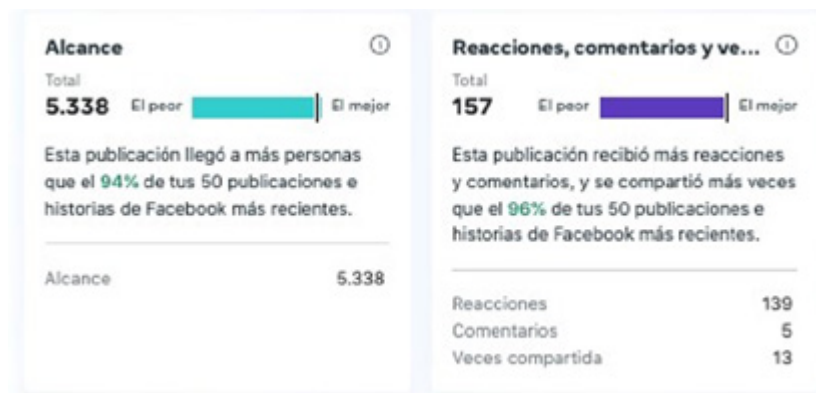 Alcance
Total
5.338 El peor El mejor
Esta publicación llegó a más personas
que el 94% de tus 50 publicaciones e
historias de Facebook más recientes.
Alcance 5.338
Reacciones, comentarios y ve...
Total
157 El peor El mejor
Esta publicación recibió más reacciones
y comentarios, y se compartió más veces
que el 96% de tus 50 publicaciones e
historias de Facebook más recientes.
Reacciones 139
Comentarios 5
Veces compartida 13